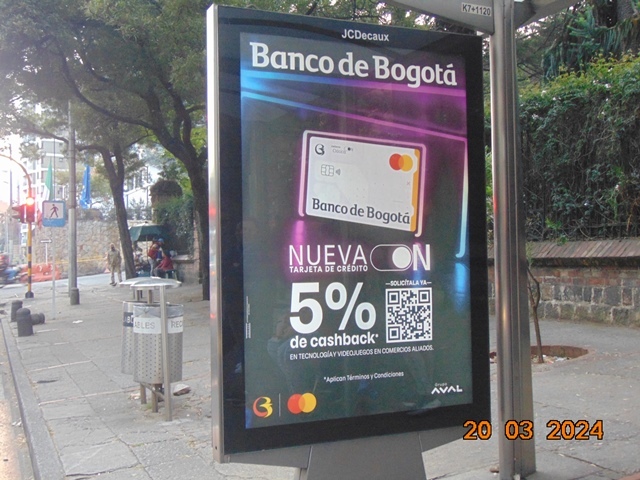 K7+1120
JCDecaux
Banco de Bogotá
Banco de Bogotá
NUEVA ON
TARJETA DE CRÉDITO
SOLICÍTALA YA
5%
de cashback*
EN TECNOLOGÍA Y VIDEOJUEGOS EN COMERCIOS ALIADOS.
*Aplican Términos y Condiciones
Grupo
AVAL
20 03 2024